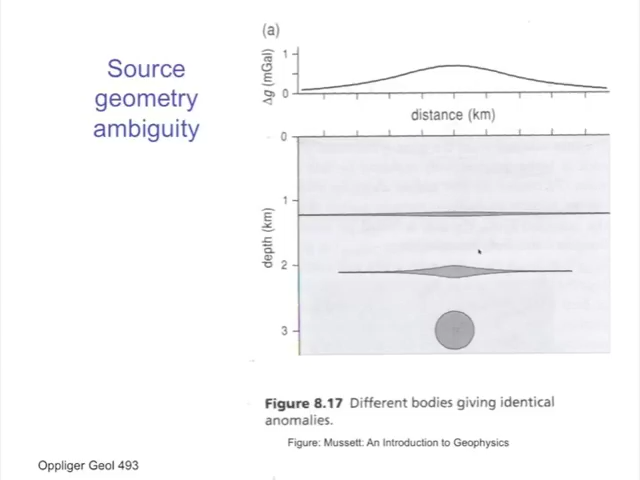 Source
geometry
ambiguity
(a)
Δg (mGal)
1
0
distance (km)
depth (km)
0
1
2
3
Figure 8.17 Different bodies giving identical
anomalies.
Figure: Mussett: An Introduction to Geophysics
Oppliger Geol 493